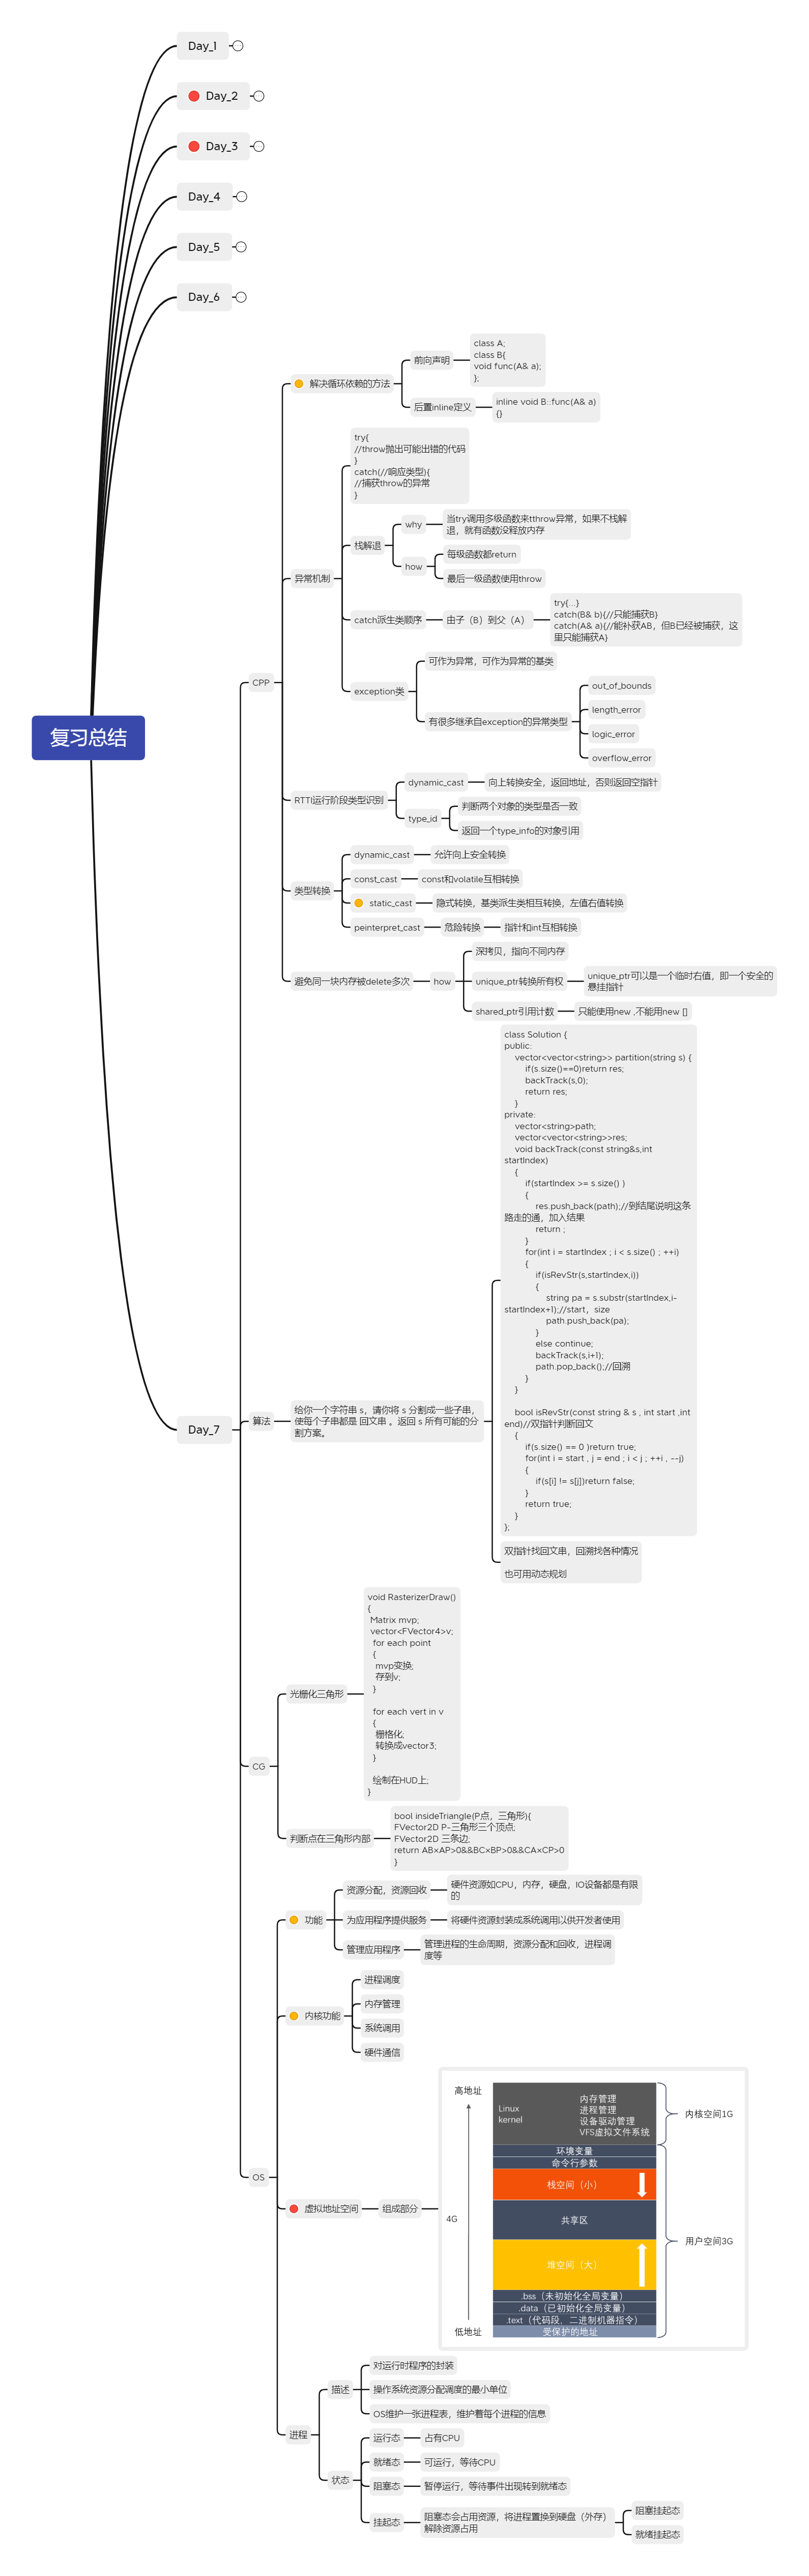 Day_1
Day_2
Day_3
Day_4
Day_5
Day_6
复习总结
Day_7
CPP
解决循环依赖的方法
前向声明
class A;
class B{
void func(A& a);
};
后置inline定义
inline void B::func(A& a)
{}
异常机制
try{
//throw抛出可能出错的代码
}
catch(//响应类型){
//捕获throw的异常
}
栈解退
why
当try调用多级函数来tthrow异常，如果不栈解
退，就有函数没释放内存
how
每级函数都return
最后一级函数使用throw
catch派生类顺序
由子（B）到父（A）
try{...}
catch(B& b){//只能捕获B}
catch(A& a){//能补获AB，但B已经被捕获，这
里只能捕获A}
exception类
可作为异常，可作为异常的基类
有很多继承自exception的异常类型
out_of_bounds
length_error
logic_error
overflow_error
RTTI运行阶段类型识别
dynamic_cast
向上转换安全，返回地址，否则返回空指针
type_id
判断两个对象的类型是否一致
返回一个type_info的对象引用
类型转换
dynamic_cast
允许向上安全转换
const_cast
const和volatile互相转换
static_cast
隐式转换，基类派生类相互转换，左值右值转换
peinterpret_cast
危险转换
指针和int互相转换
避免同一块内存被delete多次
how
深拷贝，指向不同内存
unique_ptr转换所有权
unique_ptr可以是一个临时右值，即一个安全的
悬挂指针
shared_ptr引用计数
只能使用new ,不能用new []
算法
给你一个字符串 s，请你将 s 分割成一些子串，
使每个子串都是 回文串 。返回 s 所有可能的分
割方案。
class Solution {
public:
vector<vector<string>> partition(string s) {
if(s.size()==0)return res;
backTrack(s,0);
return res;
}
private:
vector<string>path;
vector<vector<string>>res;
void backTrack(const string&s,int
startIndex)
{
if(startIndex >= s.size() )
{
res.push_back(path);//到结尾说明这条
路走的通，加入结果
return ;
}
for(int i = startIndex ; i < s.size() ; ++i)
{
if(isRevStr(s,startIndex,i))
{
string pa = s.substr(startIndex,i-
startIndex+1);//start，size
path.push_back(pa);
}
else continue;
backTrack(s,i+1);
path.pop_back();//回溯
}
}
bool isRevStr(const string & s , int start ,int
end)//双指针判断回文
{
if(s.size() == 0 )return true;
for(int i = start , j = end ; i < j ; ++i , --j)
{
if(s[i] != s[j])return false;
}
return true;
}
};
双指针找回文串，回溯找各种情况
也可用动态规划
CG
光栅化三角形
void RasterizerDraw()
{
Matrix mvp;
vector<FVector4>v;
for each point
{
mvp变换;
存到v;
}
for each vert in v
{
栅格化;
转换成vector3;
}
绘制在HUD上;
}
判断点在三角形内部
bool insideTriangle(P点，三角形){
FVector2D P-三角形三个顶点;
FVector2D 三条边;
return AB×AP>0&&BC×BP>0&&CA×CP>0
}
OS
功能
资源分配，资源回收
硬件资源如CPU，内存，硬盘，IO设备都是有限
的
为应用程序提供服务
将硬件资源封装成系统调用以供开发者使用
管理应用程序
管理进程的生命周期，资源分配和回收，进程调
度等
内核功能
进程调度
内存管理
系统调用
硬件通信
虚拟地址空间
组成部分
高地址
4G
低地址
Linux
kernel
内存管理
进程管理
设备驱动管理
VFS虚拟文件系统
环境变量
命令行参数
栈空间（小）
共享区
堆空间（大）
.bss（未初始化全局变量）
.data（已初始化全局变量）
.text（代码段，二进制机器指令）
受保护的地址
内核空间1G
用户空间3G
进程
描述
对运行时程序的封装
操作系统资源分配调度的最小单位
OS维护一张进程表，维护着每个进程的信息
状态
运行态
占有CPU
就绪态
可运行，等待CPU
阻塞态
暂停运行，等待事件出现转到就绪态
挂起态
阻塞态会占用资源，将进程置换到硬盘（外存）
解除资源占用
阻塞挂起态
就绪挂起态